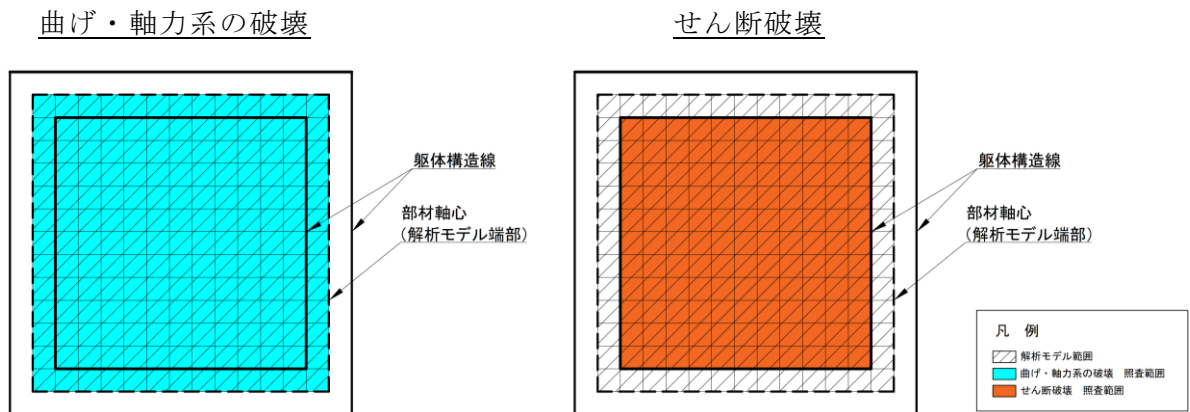 曲げ・軸力系の破壊
せん断破壊
躯体構造線
部材軸心
(解析モデル端部)
躯体構造線
部材軸心
(解析モデル端部)
凡　例
解析モデル範囲
曲げ・軸力系の破壊　照査範囲
せん断破壊　照査範囲